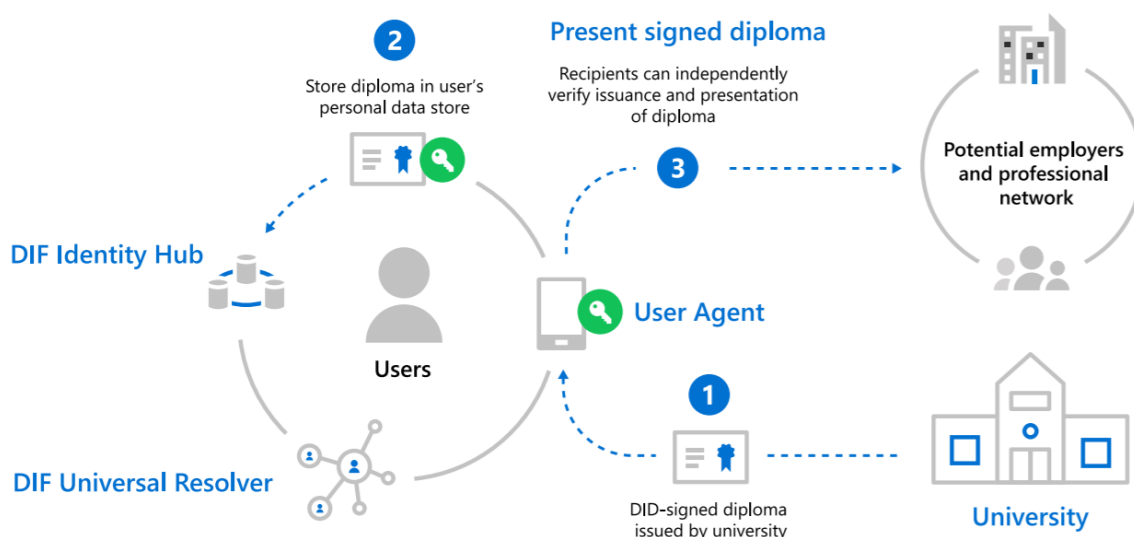 2
Store diploma in user's
personal data store
Present signed diploma
Recipients can independently
verify issuance and presentation
of diploma
3
Potential employers
and professional
network
DIF Identity Hub
Users
User Agent
1
DIF Universal Resolver
DID-signed diploma
issued by university
University